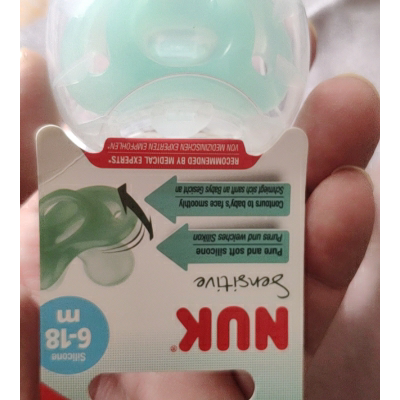 NUK®
Sensitive
Silicone
6-18
m
Pure and soft silicone
Pures und weiches Silikon
Contours to baby's face smoothly
Schmiegt sich sanft an Babys Gesicht an
RECOMMENDED BY MEDICAL EXPERTS*
VON MEDIZINISCHEN EXPERTEN EMPFOHLEN*